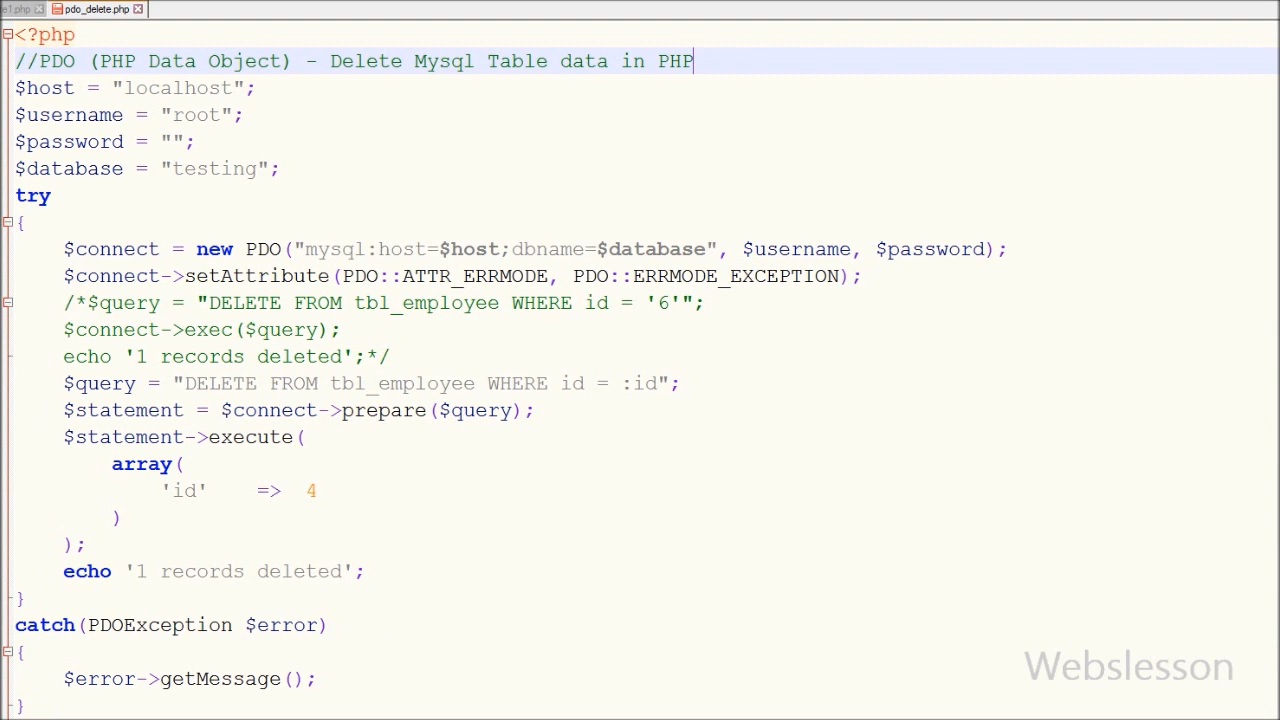 e1.php pdo_delete.php
<?php
//PDO (PHP Data Object) - Delete Mysql Table data in PHP
$host = "localhost";
$username = "root";
$password = "";
$database = "testing";
try
{
    $connect = new PDO("mysql:host=$host;dbname=$database", $username, $password);
    $connect->setAttribute(PDO::ATTR_ERRMODE, PDO::ERRMODE_EXCEPTION);
    /*$query = "DELETE FROM tbl_employee WHERE id = '6'";
    $connect->exec($query);
    echo '1 records deleted';*/
    $query = "DELETE FROM tbl_employee WHERE id = :id";
    $statement = $connect->prepare($query);
    $statement->execute(
        array(
            'id'    =>  4
        )
    );
    echo '1 records deleted';
}
catch(PDOException $error)
{
    $error->getMessage();
}
Webslesson